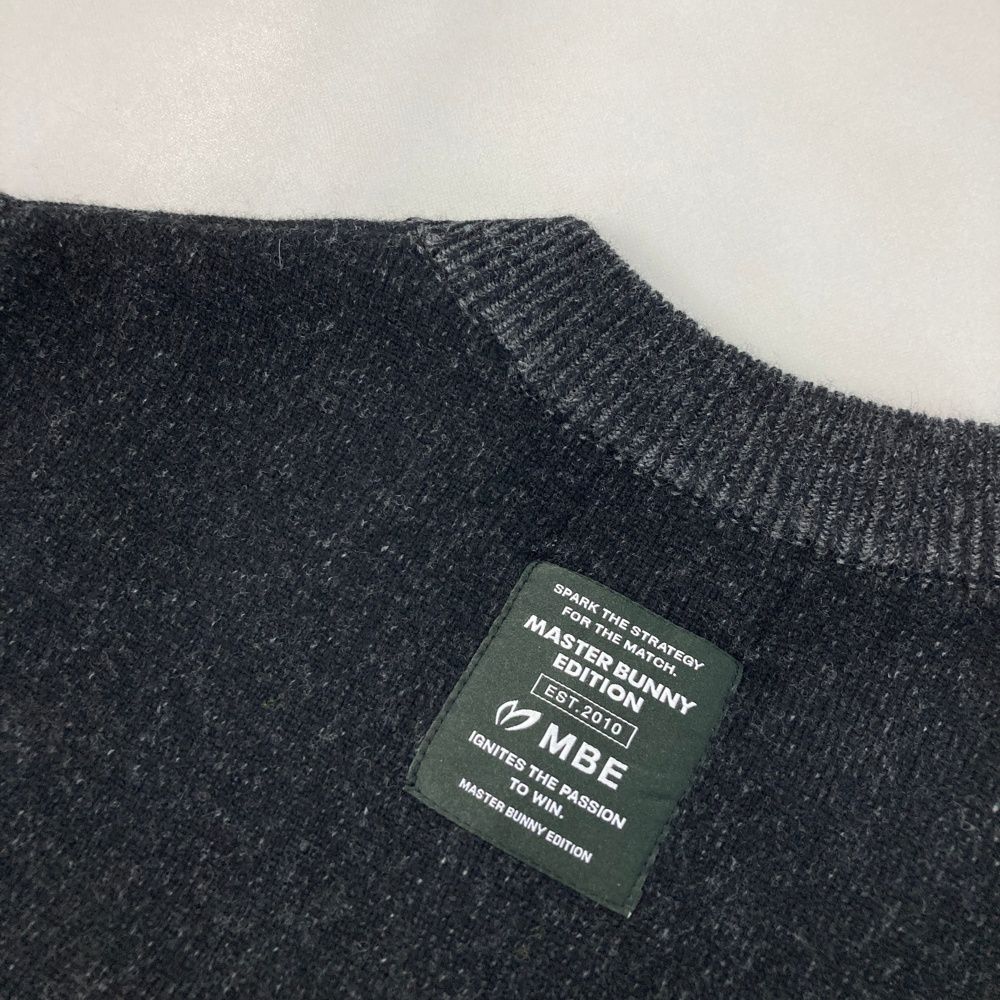 SPARK THE STRATEGY
FOR THE MATCH.
MASTER BUNNY
EDITION
EST.2010
MBE
IGNITES THE PASSION
TO WIN.
MASTER BUNNY EDITION